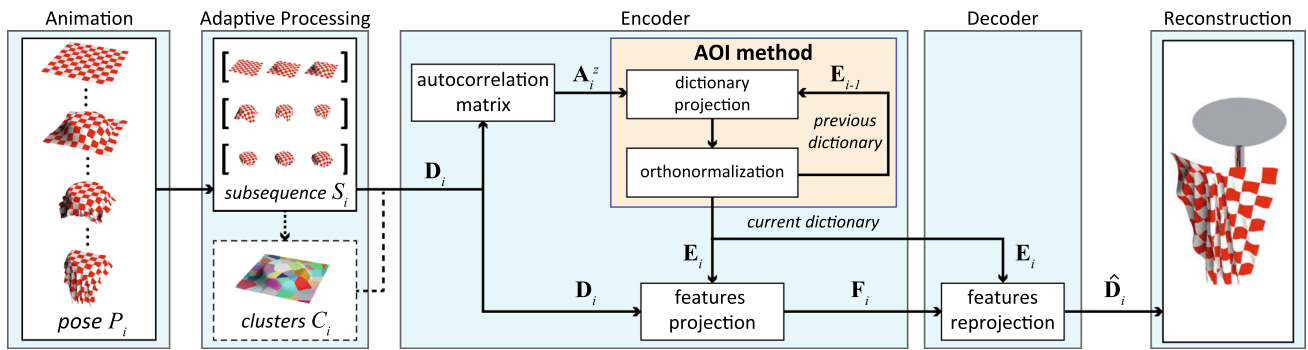 Animation
pose P_i
Adaptive Processing
subsequence S_i
clusters C_i
D_i
Encoder
autocorrelation
matrix
A_i^z
AOI method
dictionary
projection
E_{i-1}
previous
dictionary
orthonormalization
current dictionary
E_i
E_i
D_i
features
projection
F_i
Decoder
features
reprojection
D̂_i
Reconstruction